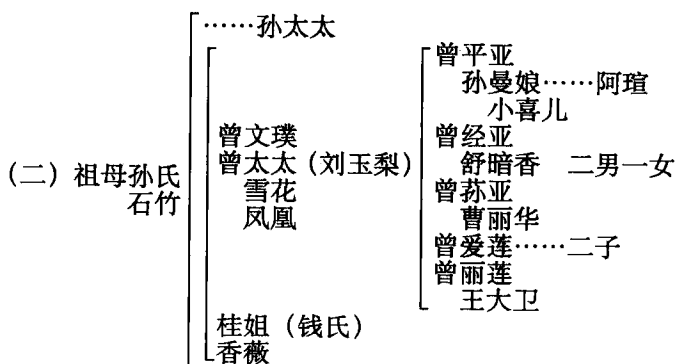 ……孙太太
曾平亚
孙曼娘……阿瑄
小喜儿
曾文璞
曾经亚
曾太太（刘玉梨）
舒暗香 二男一女
（二）祖母孙氏
雪花
曾荪亚
石竹
凤凰
曹丽华
曾爱莲……二子
曾丽莲
王大卫
桂姐（钱氏）
香薇